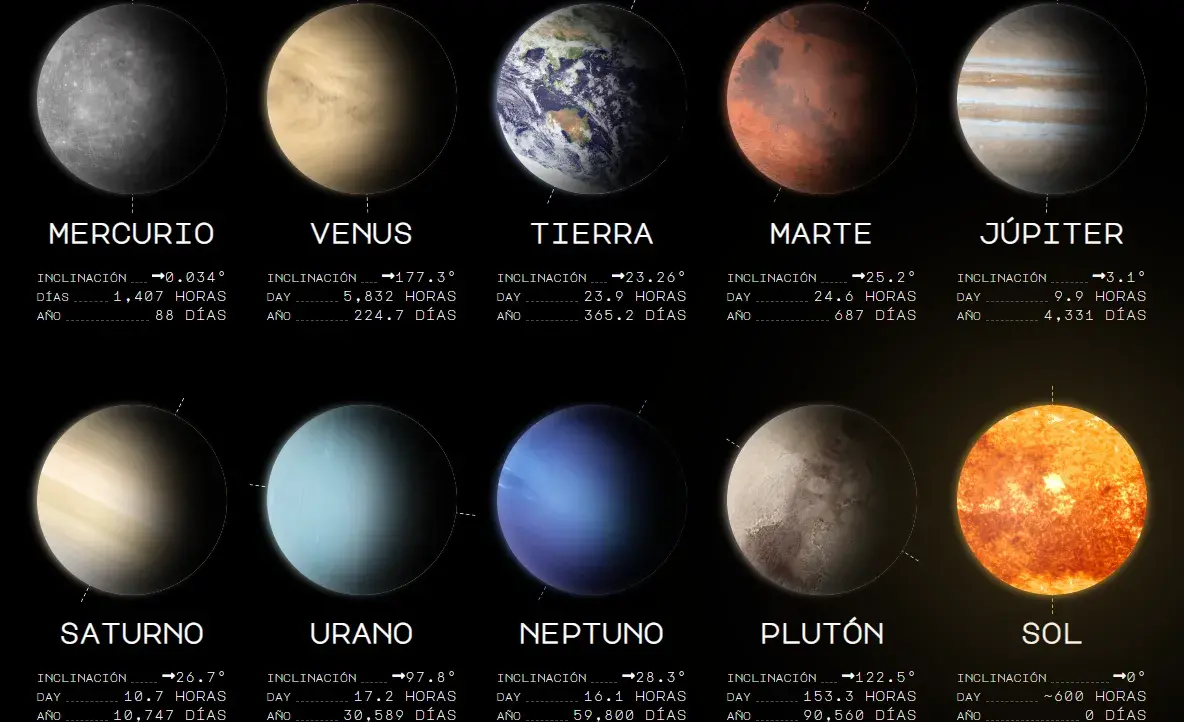 MERCURIO
INCLINACIÓN →0.034°
DÍAS 1,407 HORAS
AÑO 88 DÍAS
VENUS
INCLINACIÓN →177.3°
DAY 5,832 HORAS
AÑO 224.7 DÍAS
TIERRA
INCLINACIÓN →23.26°
DAY 23.9 HORAS
AÑO 365.2 DÍAS
MARTE
INCLINACIÓN →25.2°
DAY 24.6 HORAS
AÑO 687 DÍAS
JÚPITER
INCLINACIÓN →3.1°
DAY 9.9 HORAS
AÑO 4,331 DÍAS
SATURNO
INCLINACIÓN →26.7°
DAY 10.7 HORAS
AÑO 10,747 DÍAS
URANO
INCLINACIÓN →97.8°
DAY 17.2 HORAS
AÑO 30,589 DÍAS
NEPTUNO
INCLINACIÓN →28.3°
DAY 16.1 HORAS
AÑO 59,800 DÍAS
PLUTÓN
INCLINACIÓN →122.5°
DAY 153.3 HORAS
AÑO 90,560 DÍAS
SOL
INCLINACIÓN →0°
DAY ~600 HORAS
AÑO 0 DÍAS